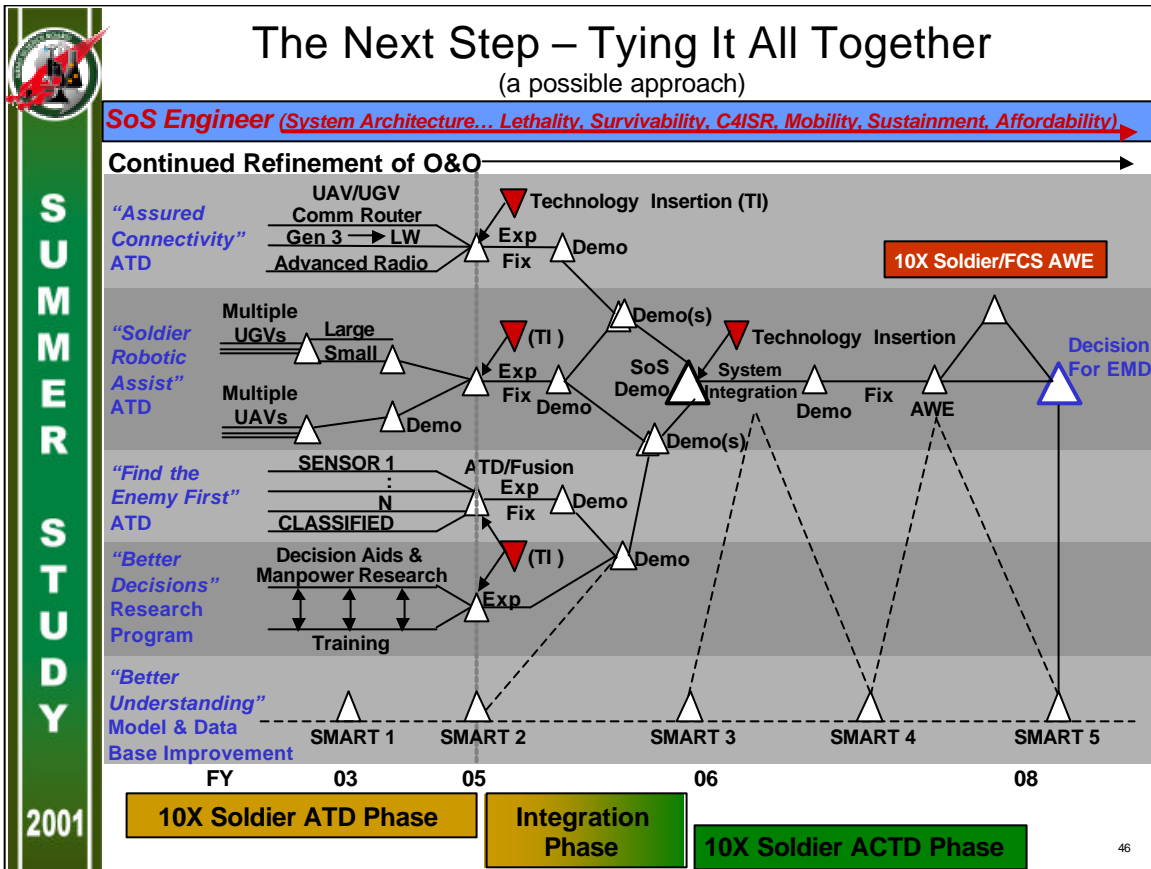 The Next Step – Tying It All Together
(a possible approach)
SoS Engineer (System Architecture… Lethality, Survivability, C4ISR, Mobility, Sustainment, Affordability)
Continued Refinement of O&O
SUMMER STUDY
2001
"Assured
Connectivity"
ATD
UAV/UGV
Comm Router
Gen 3 LW
Advanced Radio
Technology Insertion (TI)
Exp
Fix
Demo
10X Soldier/FCS AWE
"Soldier
Robotic
Assist"
ATD
Multiple
UGVs
Large
Small
Multiple
UAVs
Demo
(TI )
Exp
Fix
Demo
Demo(s)
Demo(s)
SoS
Demo
Technology Insertion
System
Integration
Demo
Fix
AWE
Decision
For EMD
"Find the
Enemy First"
ATD
SENSOR 1
:
N
CLASSIFIED
ATD/Fusion
Exp
Fix
Demo
"Better
Decisions"
Research
Program
Decision Aids &
Manpower Research
Training
(TI )
Exp
Demo
"Better
Understanding"
Model & Data
Base Improvement
SMART 1 SMART 2 SMART 3 SMART 4 SMART 5
FY 03 05 06 08
10X Soldier ATD Phase
Integration
Phase
10X Soldier ACTD Phase
46